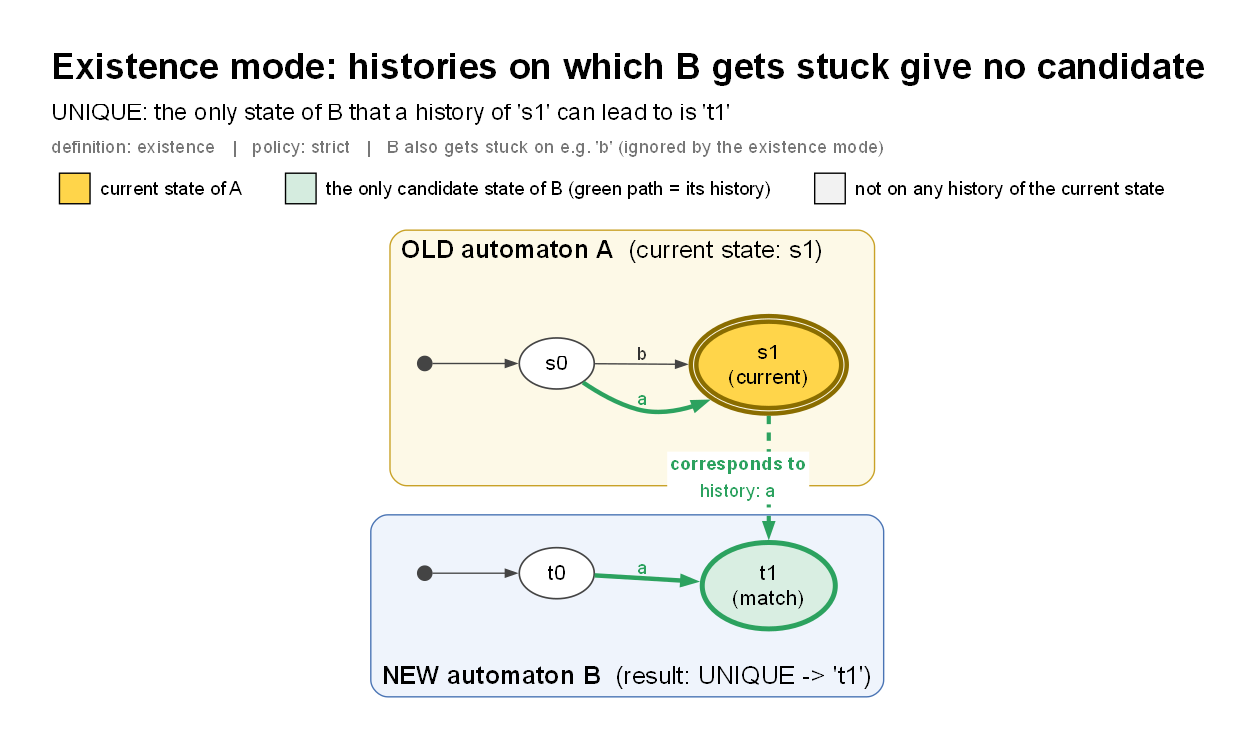 Existence mode: histories on which B gets stuck give no candidate
UNIQUE: the only state of B that a history of 's1' can lead to is 't1'
definition: existence | policy: strict | B also gets stuck on e.g. 'b' (ignored by the existence mode)
current state of A
the only candidate state of B (green path = its history)
not on any history of the current state
OLD automaton A (current state: s1)
s0
b
a
s1
(current)
corresponds to
history: a
t0
a
t1
(match)
NEW automaton B (result: UNIQUE -> 't1')